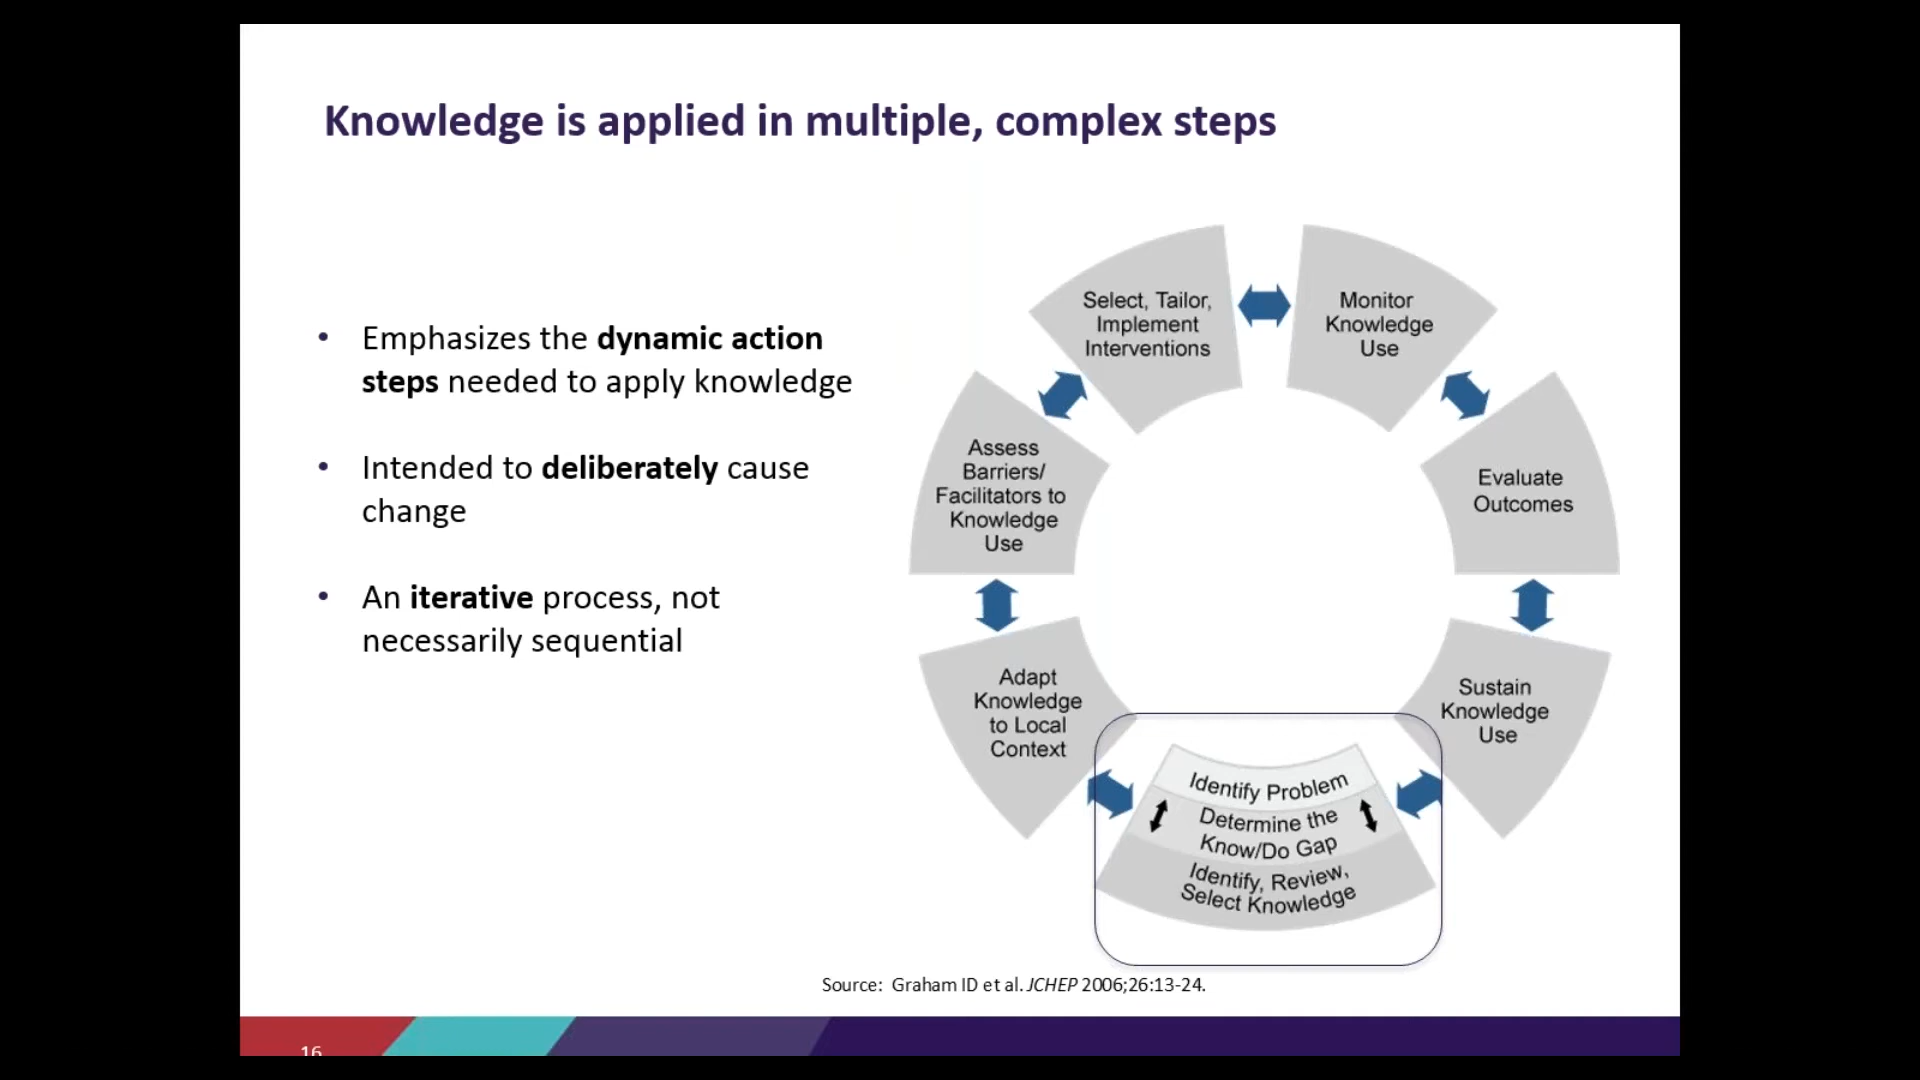 Knowledge is applied in multiple, complex steps
• Emphasizes the dynamic action
steps needed to apply knowledge
• Intended to deliberately cause
change
• An iterative process, not
necessarily sequential
Select, Tailor,
Implement
Interventions
Monitor
Knowledge
Use
Assess
Barriers/
Facilitators to
Knowledge
Use
Evaluate
Outcomes
Adapt
Knowledge
to Local
Context
Sustain
Knowledge
Use
Identify Problem
Determine the
Know/Do Gap
Identify, Review,
Select Knowledge
Source: Graham ID et al. JCHEP 2006;26:13-24.
16